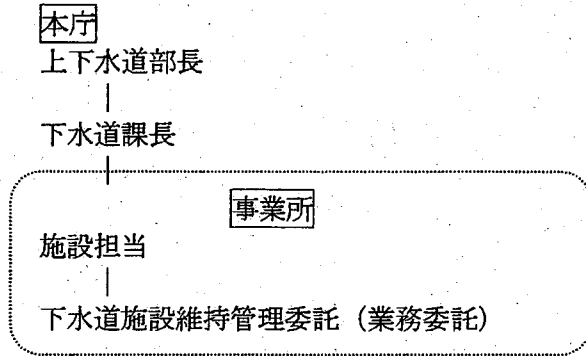 本庁
上下水道部長
下水道課長
事業所
施設担当
下水道施設維持管理委託（業務委託）